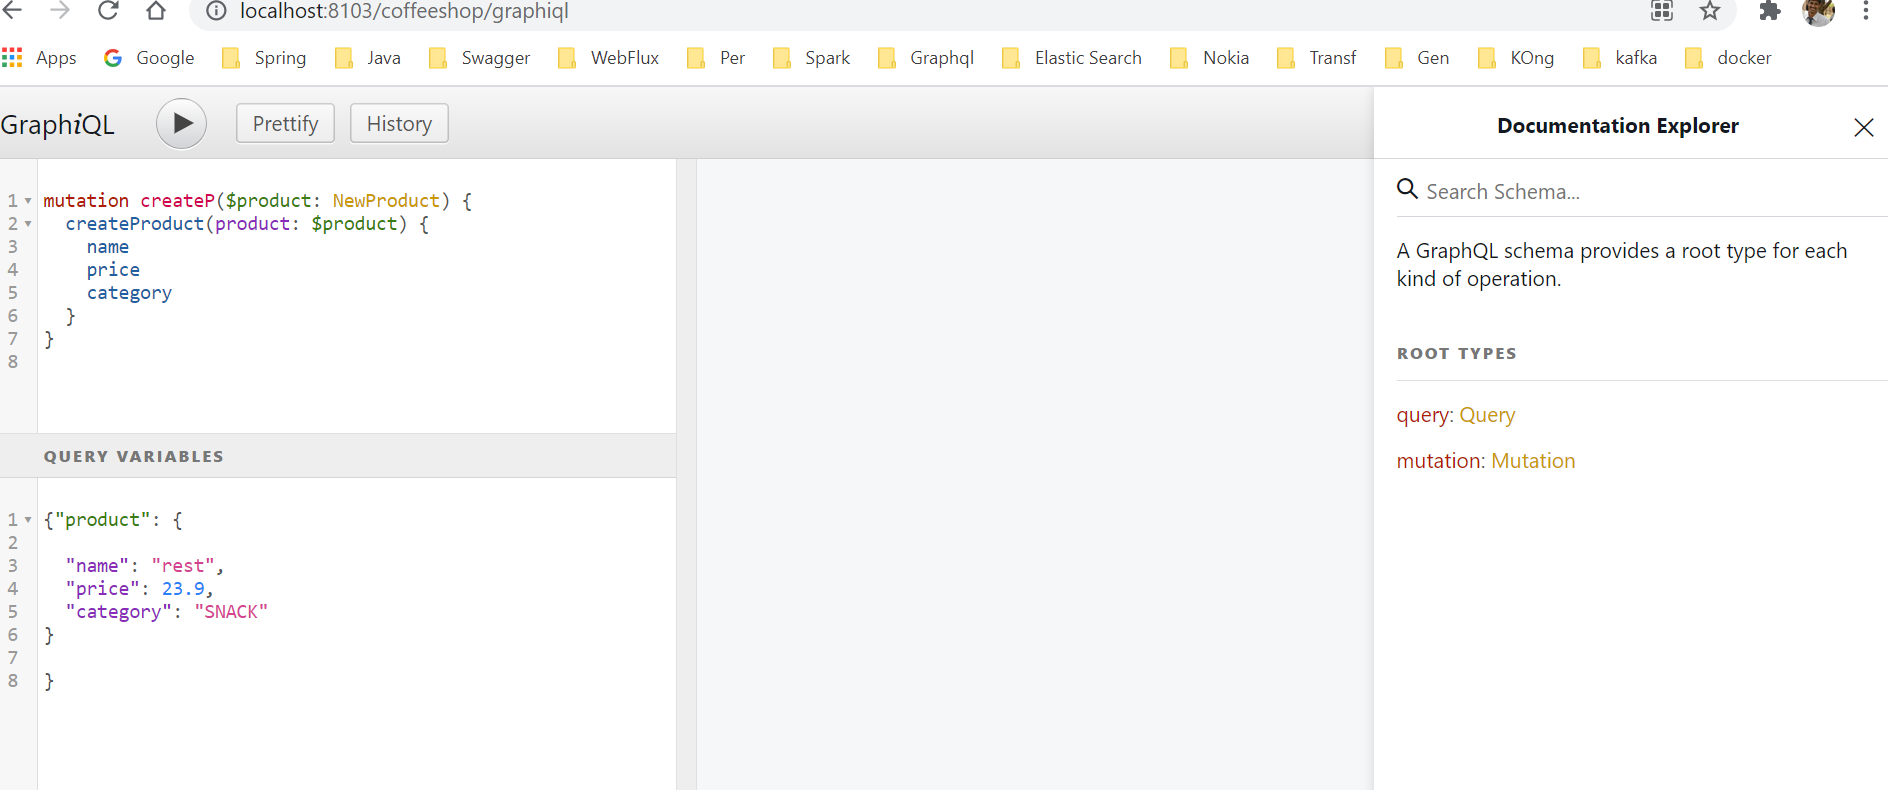 localhost:8103/coffeeshop/graphiql
Apps Google Spring Java Swagger WebFlux Per Spark Graphql Elastic Search Nokia Transf Gen KOng kafka docker
GraphiQL Prettify History
1 mutation createP($product: NewProduct) {
2 createProduct(product: $product) {
3 name
4 price
5 category
6 }
7 }
8
QUERY VARIABLES
1 {"product": {
2
3 "name": "rest",
4 "price": 23.9,
5 "category": "SNACK"
6 }
7
8 }
Documentation Explorer
Search Schema...
A GraphQL schema provides a root type for each
kind of operation.
ROOT TYPES
query: Query
mutation: Mutation